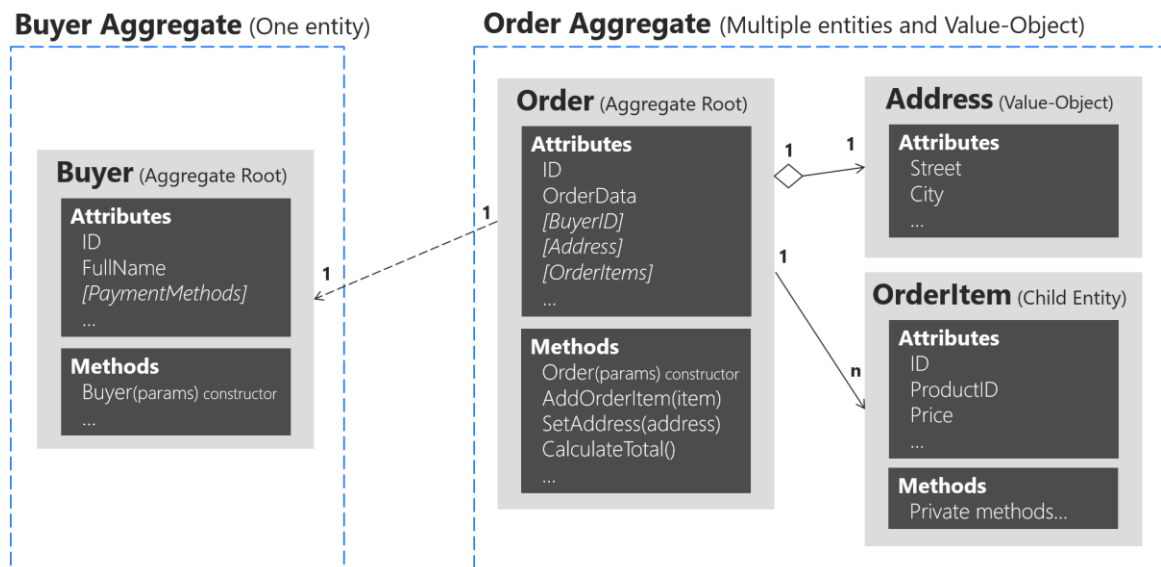 Buyer Aggregate (One entity)
Buyer (Aggregate Root)
Attributes
ID
FullName
[PaymentMethods]
...
Methods
Buyer(params) constructor
...
1
1
Order Aggregate (Multiple entities and Value-Object)
Order (Aggregate Root)
Attributes
ID
OrderData
[BuyerID]
[Address]
[OrderItems]
...
Methods
Order(params) constructor
AddOrderItem(item)
SetAddress(address)
CalculateTotal()
...
1
1
Address (Value-Object)
Attributes
Street
City
...
1
n
OrderItem (Child Entity)
Attributes
ID
ProductID
Price
...
Methods
Private methods...